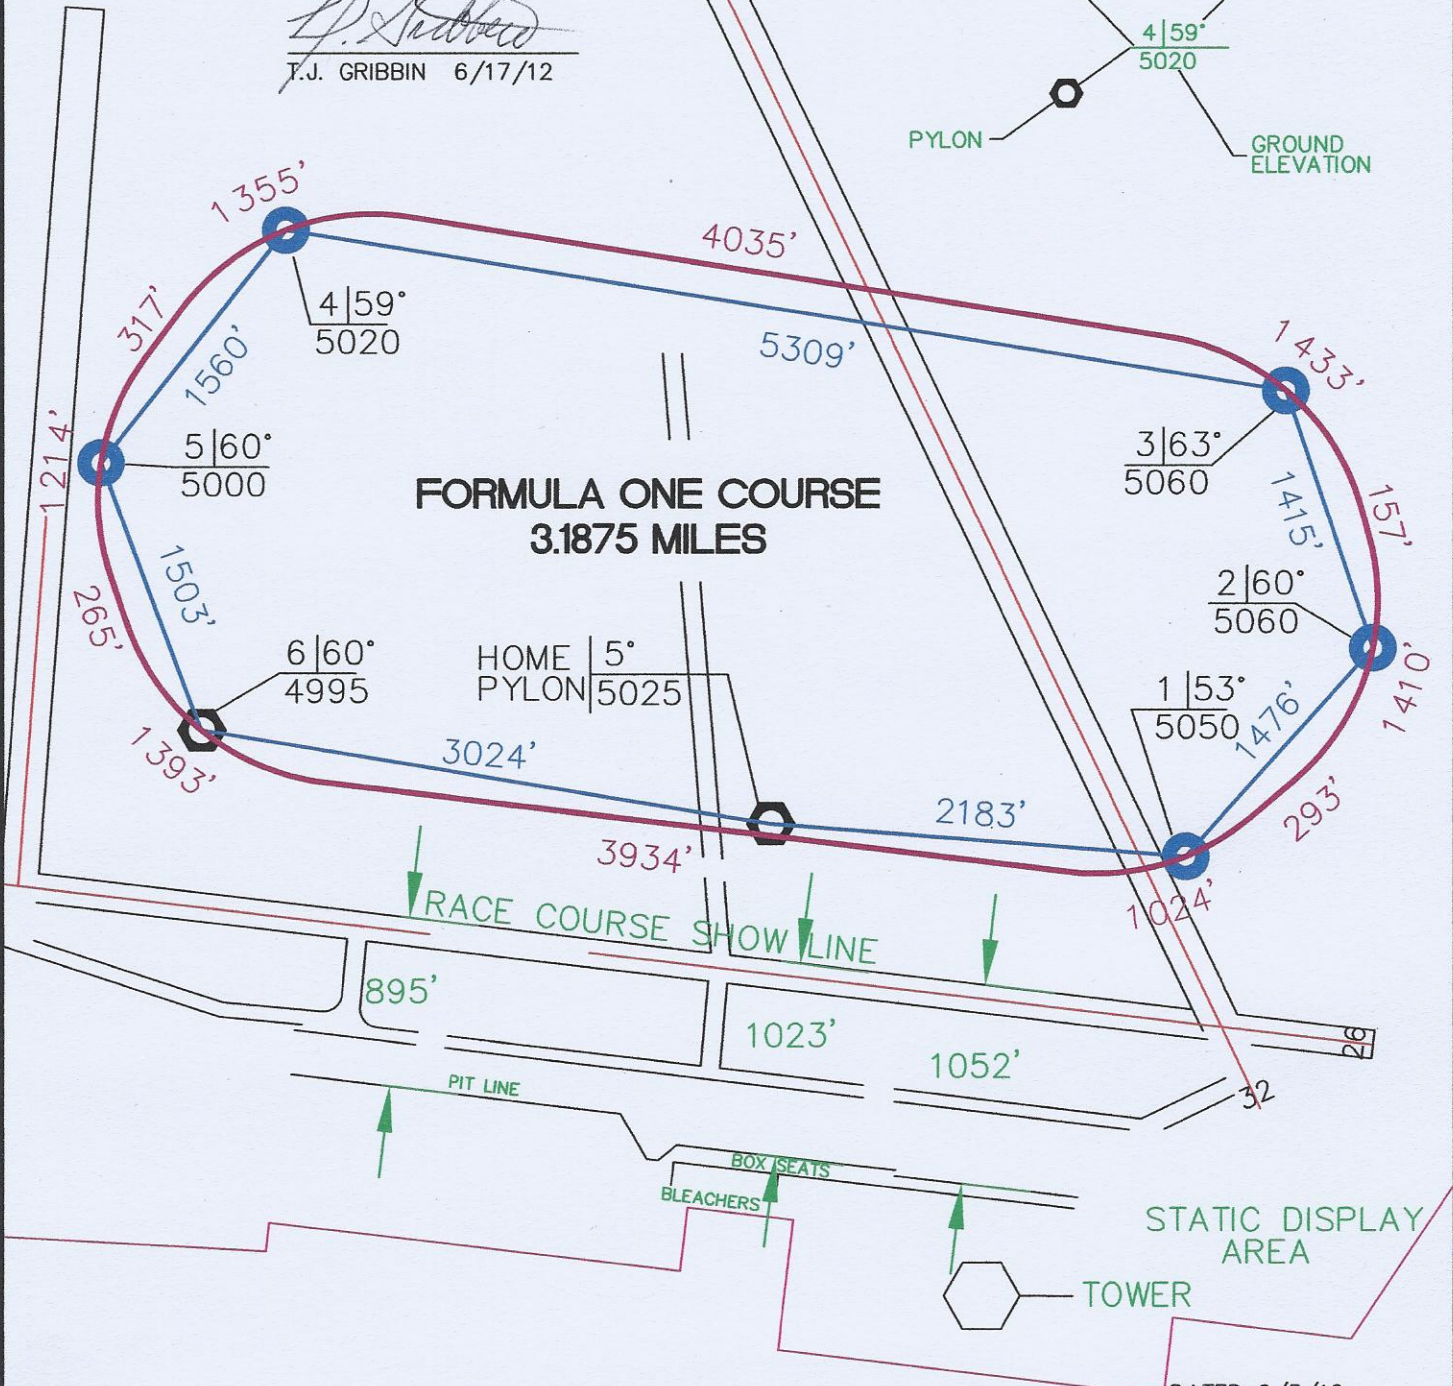 T.J. GRIBBIN 6/17/12
4|59°
5020
PYLON
GROUND
ELEVATION
1355'
4035'
317'
4|59°
5020
5309'
1433'
1560'
1214'
5|60°
5000
3|63°
5060
FORMULA ONE COURSE
3.1875 MILES
1415'
157'
1503'
265'
2|60°
5060
6|60°
4995
HOME
PYLON
5°
5025
1|53°
5050
1410'
1476'
1393'
3024'
2183'
293'
3934'
1024'
RACE COURSE SHOW LINE
895'
1023'
1052'
26
32
PIT LINE
BOX SEATS
BLEACHERS
STATIC DISPLAY
AREA
TOWER